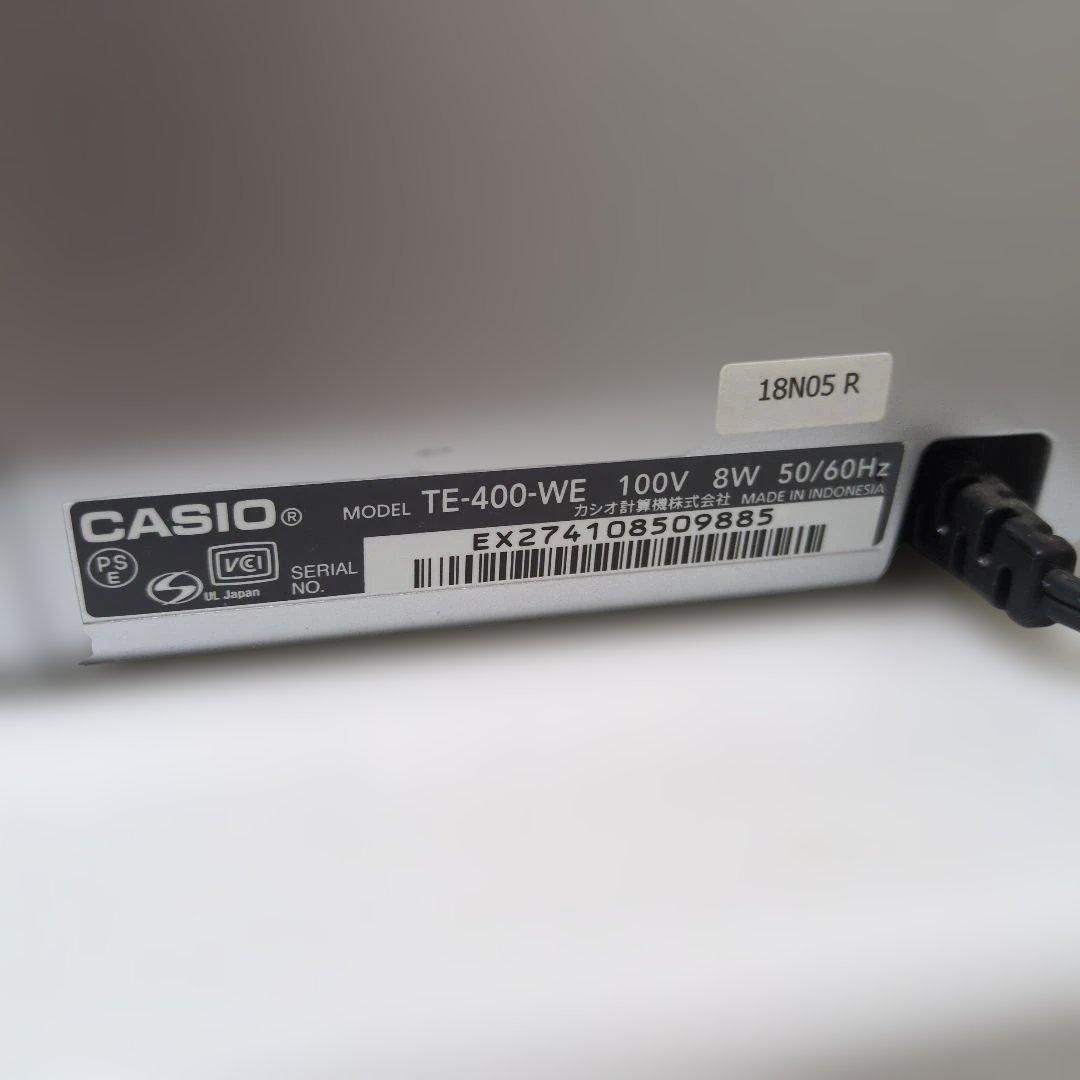 18N05 R
CASIO® MODEL TE-400-WE 100V 8W 50/60Hz
カシオ計算機株式会社 MADE IN INDONESIA
PS
E
VCI
UL Japan
SERIAL
NO.
EX274108509885